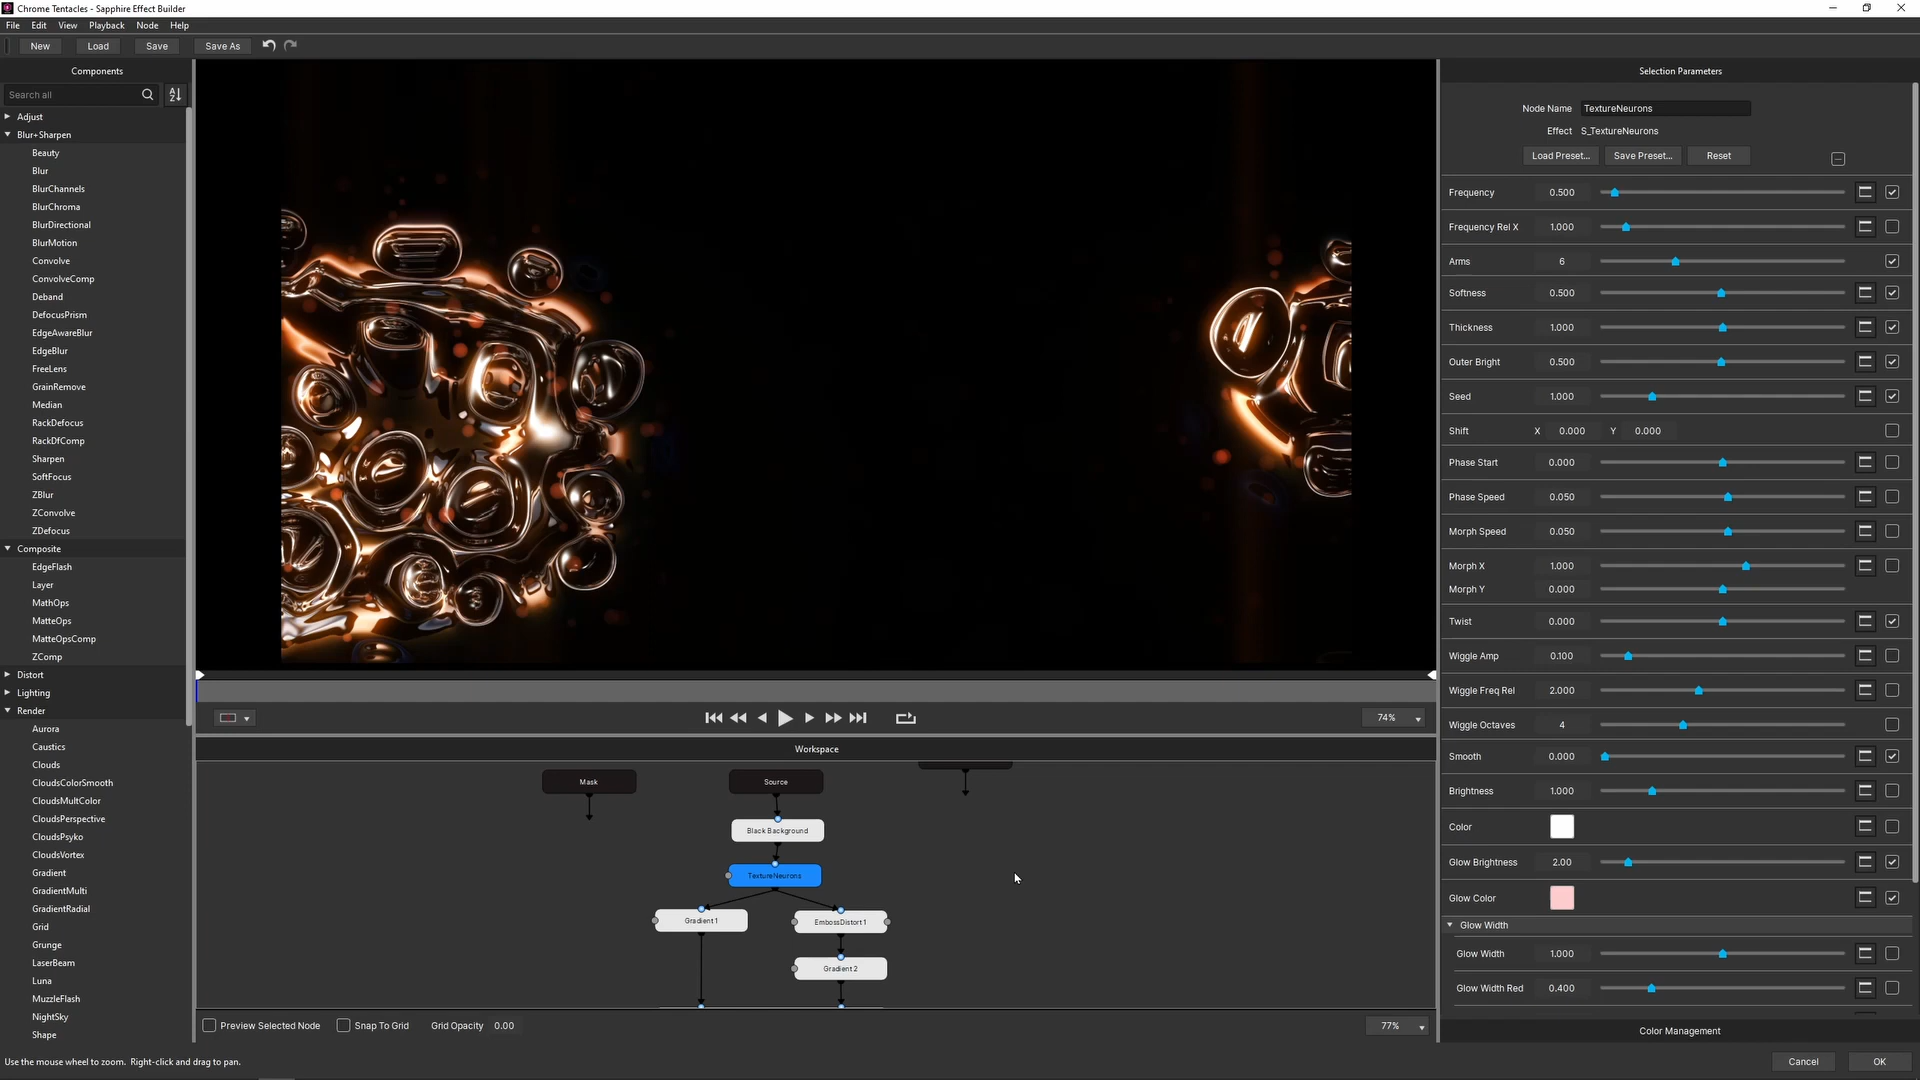 Chrome Tentacles - Sapphire Effect Builder
File Edit View Playback Node Help
New Load Save Save As
Components
Search all
Adjust
Blur+Sharpen
Beauty
Blur
BlurChannels
BlurChroma
BlurDirectional
BlurMotion
Convolve
ConvolveComp
Deband
DefocusPrism
EdgeAwareBlur
EdgeBlur
FreeLens
GrainRemove
Median
RackDefocus
RackDfComp
Sharpen
SoftFocus
ZBlur
ZConvolve
ZDefocus
Composite
EdgeFlash
Layer
MathOps
MatteOps
MatteOpsComp
ZComp
Distort
Lighting
Render
Aurora
Caustics
Clouds
CloudsColorSmooth
CloudsMultColor
CloudsPerspective
CloudsPsyko
CloudsVortex
Gradient
GradientMulti
GradientRadial
Grid
Grunge
LaserBeam
Luna
MuzzleFlash
NightSky
Shape
74%
Workspace
Mask
Source
Black Background
TextureNeurons
Gradient 1
EmbossDistort 1
Gradient 2
Preview Selected Node Snap To Grid Grid Opacity 0.00
77%
Selection Parameters
Node Name TextureNeurons
Effect S_TextureNeurons
Load Preset... Save Preset... Reset
Frequency 0.500
Frequency Rel X 1.000
Arms 6
Softness 0.500
Thickness 1.000
Outer Bright 0.500
Seed 1.000
Shift X 0.000 Y 0.000
Phase Start 0.000
Phase Speed 0.050
Morph Speed 0.050
Morph X 1.000
Morph Y 0.000
Twist 0.000
Wiggle Amp 0.100
Wiggle Freq Rel 2.000
Wiggle Octaves 4
Smooth 0.000
Brightness 1.000
Color
Glow Brightness 2.00
Glow Color
Glow Width
Glow Width 1.000
Glow Width Red 0.400
Color Management
Use the mouse wheel to zoom. Right-click and drag to pan.
Cancel OK